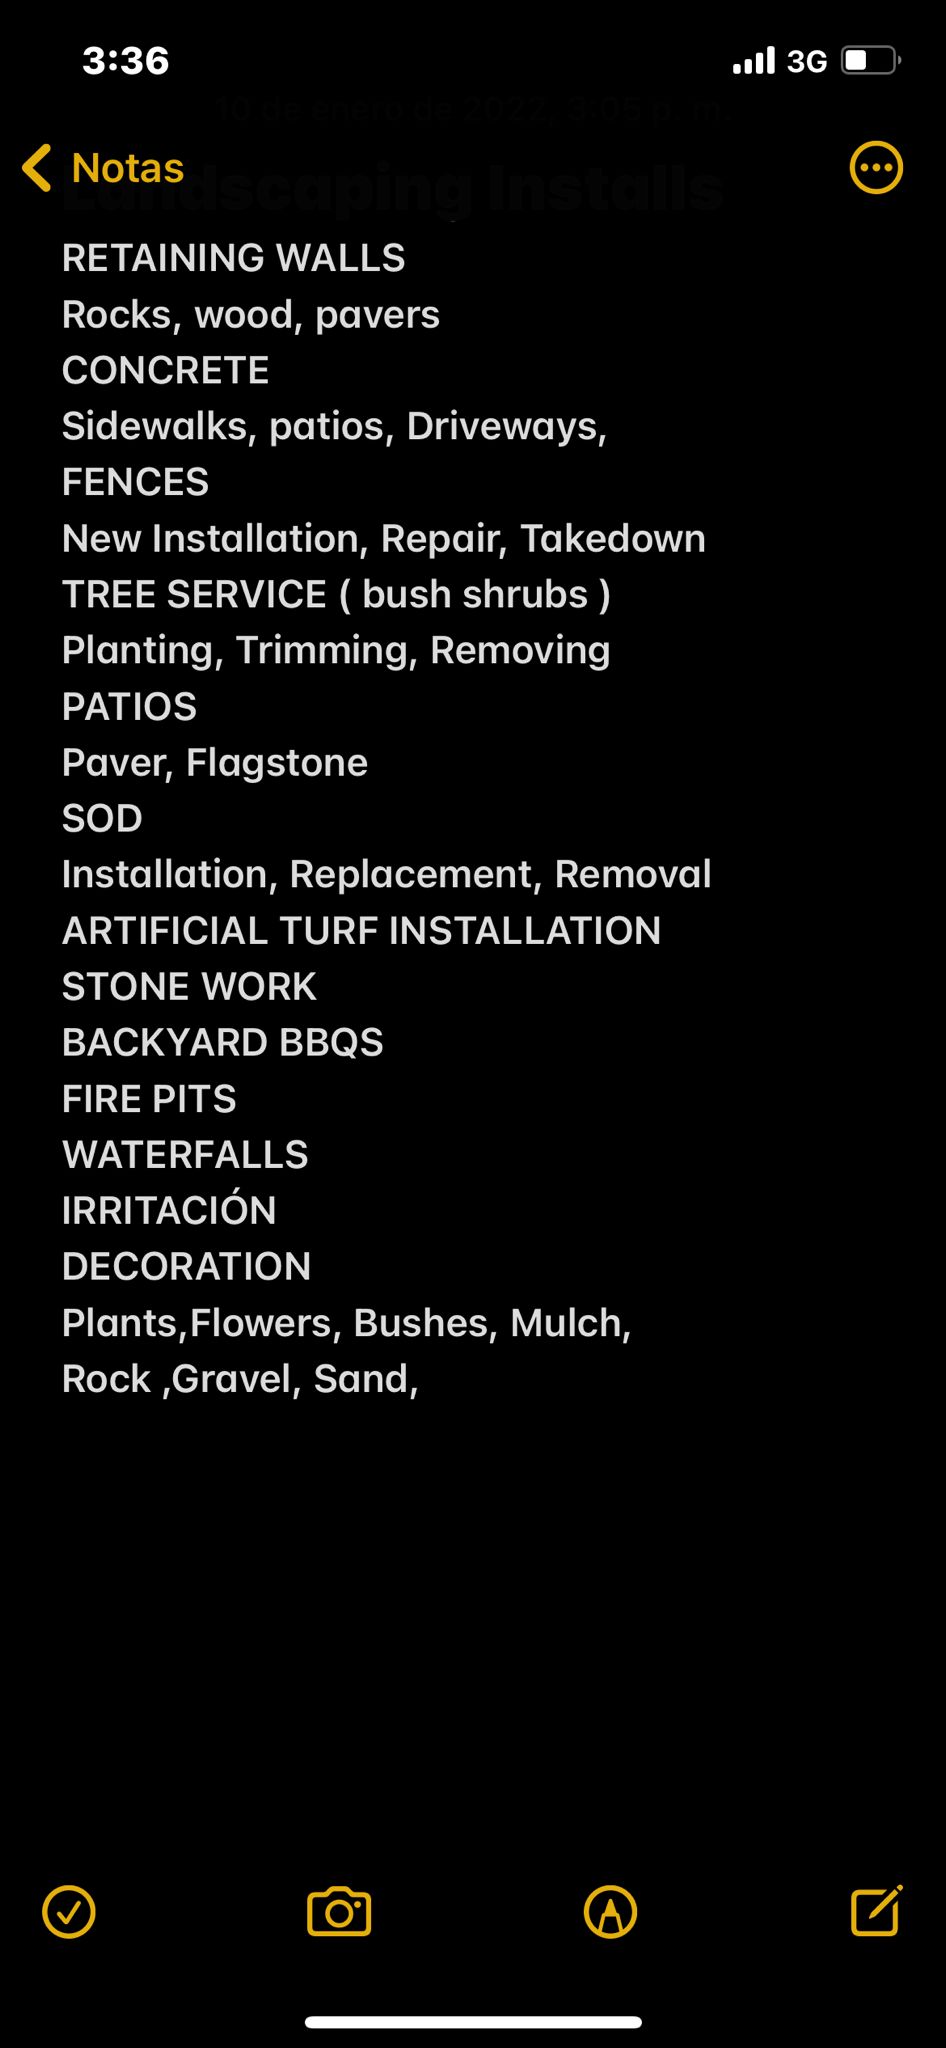 3:36
3G
10 de enero de 2022, 3:05 p. m.
Notas
Landscaping Installs
RETAINING WALLS
Rocks, wood, pavers
CONCRETE
Sidewalks, patios, Driveways,
FENCES
New Installation, Repair, Takedown
TREE SERVICE ( bush shrubs )
Planting, Trimming, Removing
PATIOS
Paver, Flagstone
SOD
Installation, Replacement, Removal
ARTIFICIAL TURF INSTALLATION
STONE WORK
BACKYARD BBQS
FIRE PITS
WATERFALLS
IRRITACIÓN
DECORATION
Plants,Flowers, Bushes, Mulch,
Rock ,Gravel, Sand,